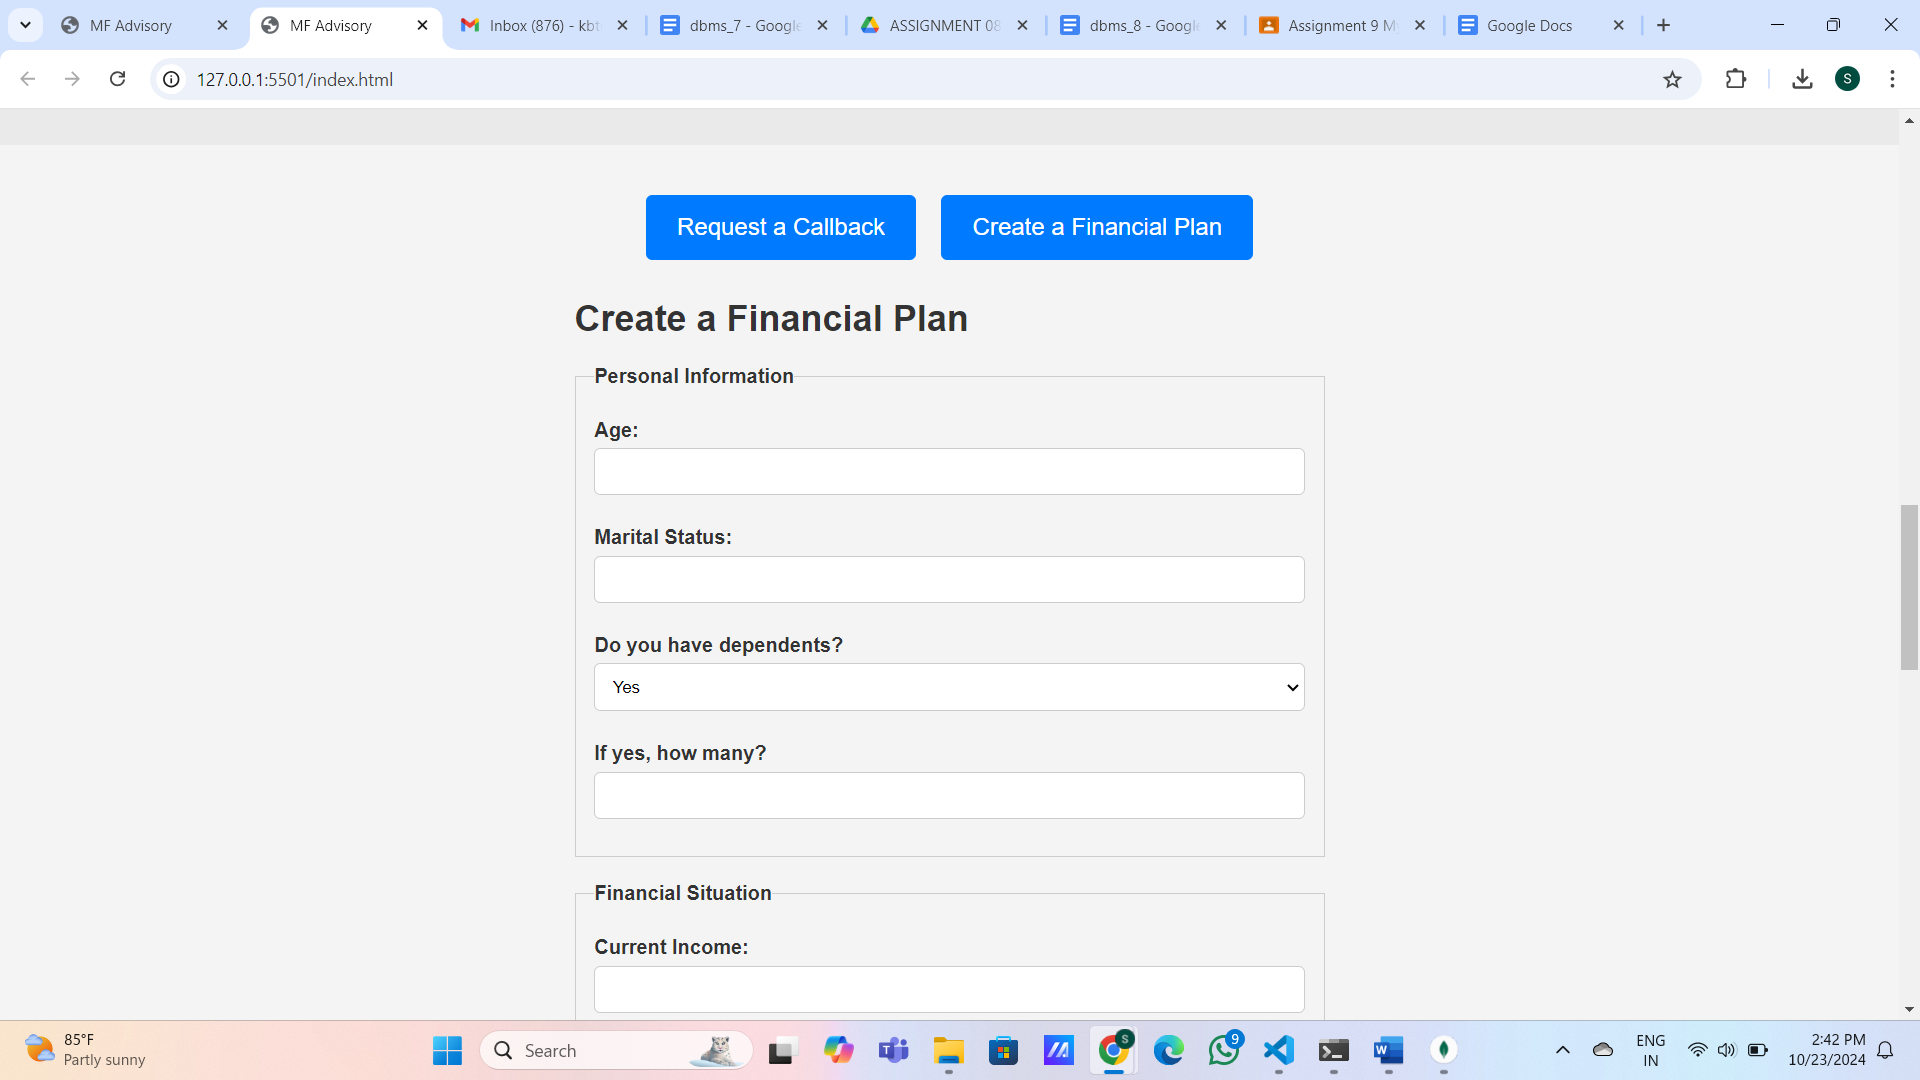 MF Advisory
MF Advisory
Inbox (876) - kbt
dbms_7 - Google
ASSIGNMENT 08
dbms_8 - Google
Assignment 9 M
Google Docs
127.0.0.1:5501/index.html
S
Request a Callback
Create a Financial Plan
Create a Financial Plan
Personal Information
Age:
Marital Status:
Do you have dependents?
Yes
If yes, how many?
Financial Situation
Current Income:
85°F
Partly sunny
Search
S
9
ENG
IN
2:42 PM
10/23/2024